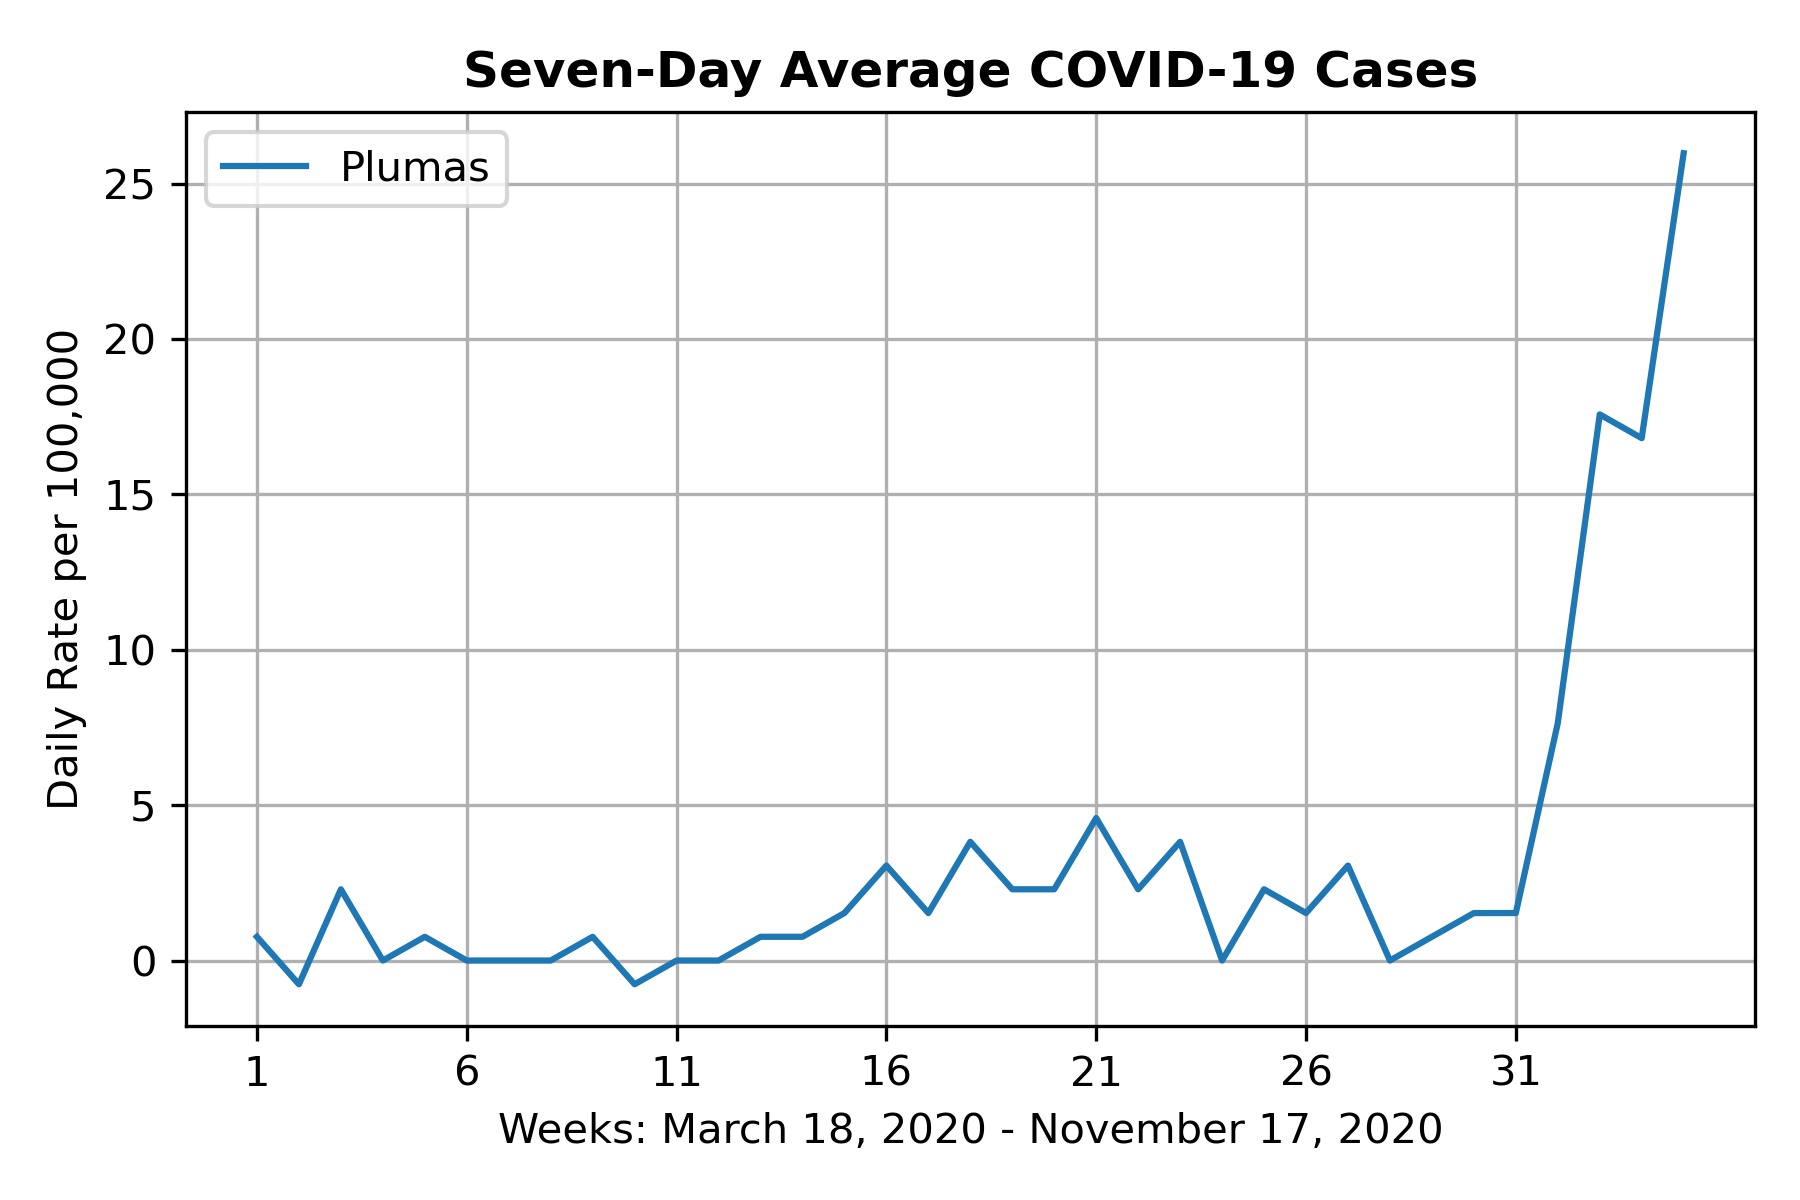 Seven-Day Average COVID-19 Cases
Plumas
Daily Rate per 100,000
25
20
15
10
5
0
1 6 11 16 21 26 31
Weeks: March 18, 2020 - November 17, 2020